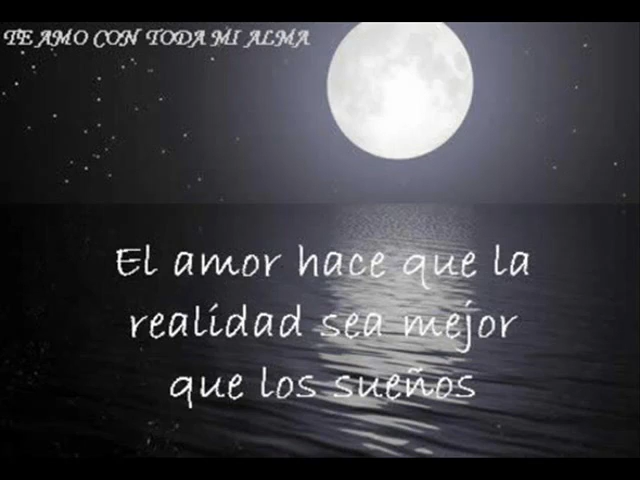 TE AMO CON TODA MI ALMA
El amor hace que la
realidad sea mejor
que los sueños